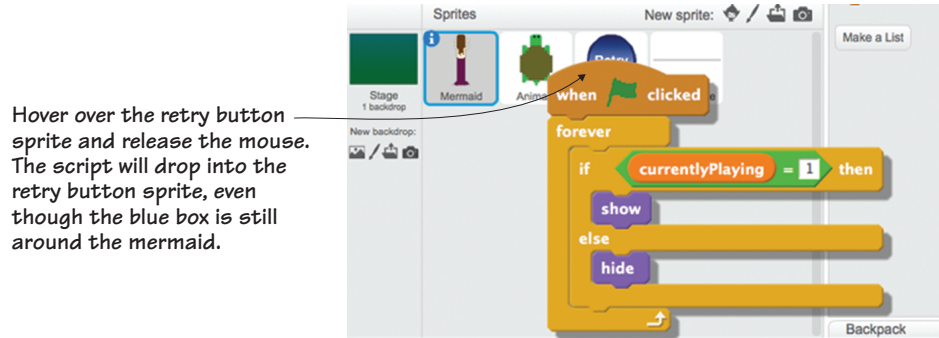 Sprites
New sprite:
Make a List
Retry
Stage
1 backdrop
Mermaid
Anima
New backdrop:
when clicked
forever
if currentlyPlaying = 1 then
show
else
hide
Backpack
Hover over the retry button
sprite and release the mouse.
The script will drop into the
retry button sprite, even
though the blue box is still
around the mermaid.